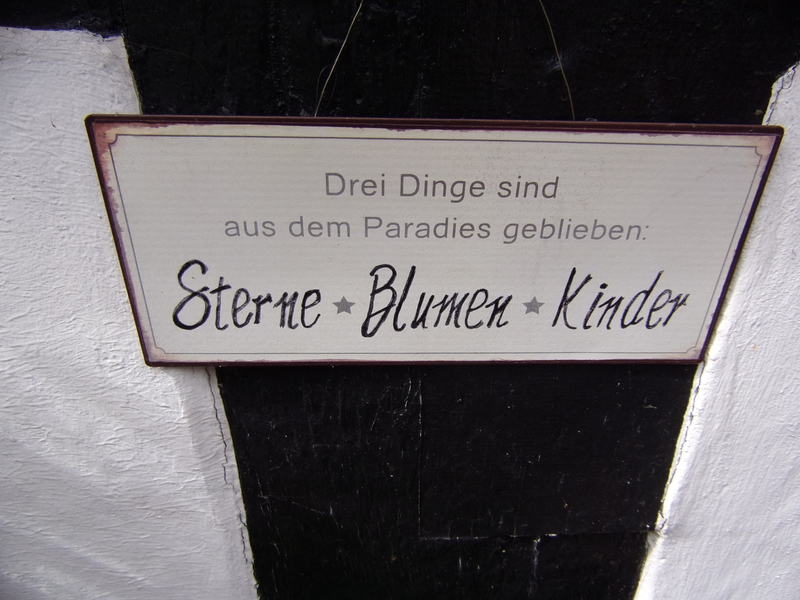 Drei Dinge sind
aus dem Paradies geblieben:
Sterne ★ Blumen ★ Kinder